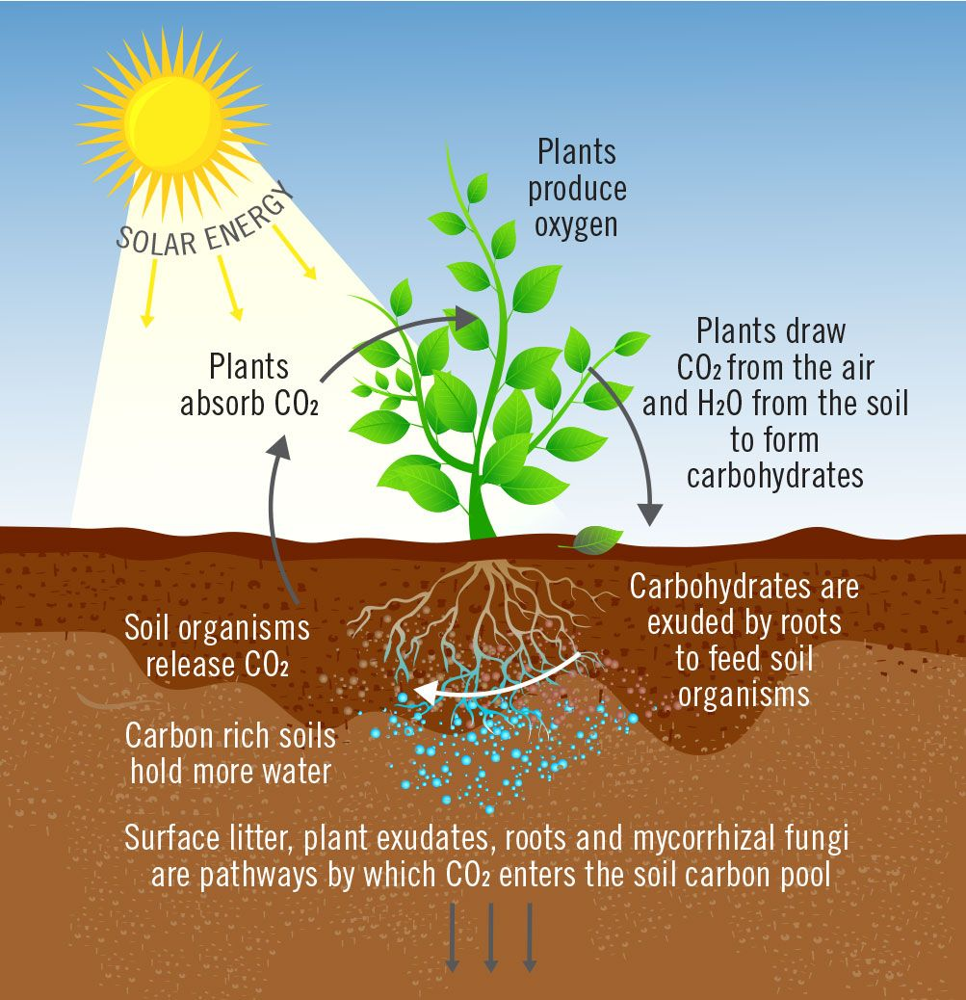 SOLAR ENERGY
Plants
produce
oxygen
Plants
absorb CO₂
Plants draw
CO₂ from the air
and H₂O from the soil
to form
carbohydrates
Soil organisms
release CO₂
Carbohydrates are
exuded by roots
to feed soil
organisms
Carbon rich soils
hold more water
Surface litter, plant exudates, roots and mycorrhizal fungi
are pathways by which CO₂ enters the soil carbon pool